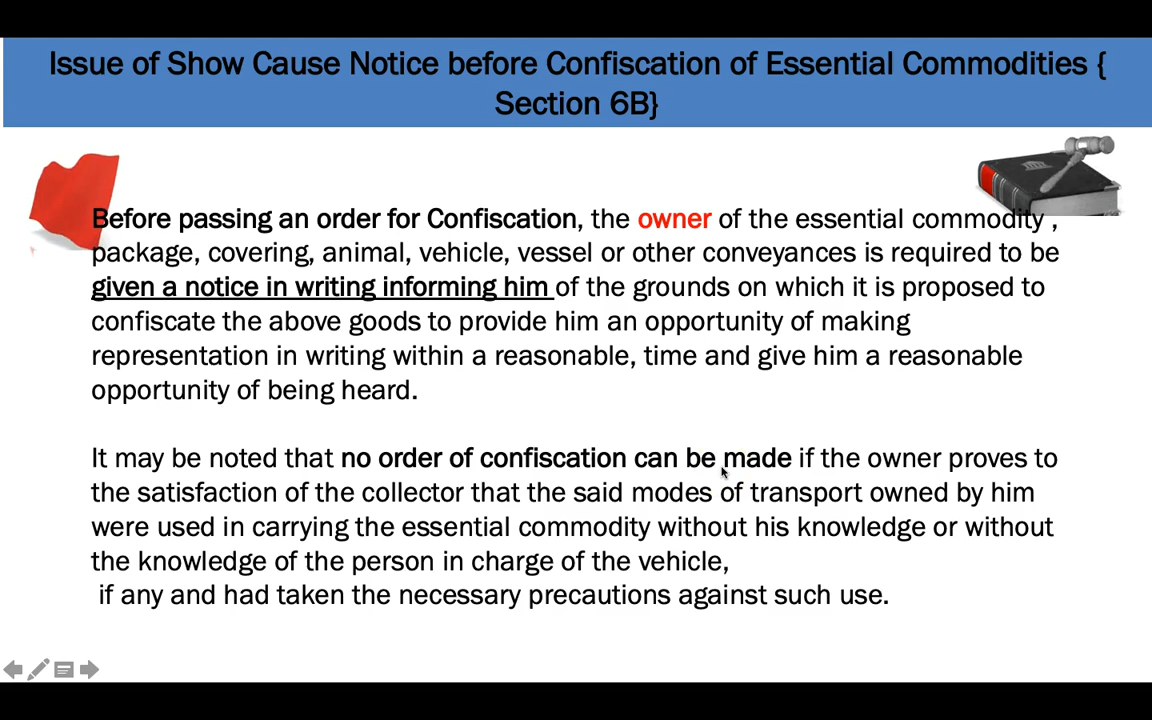 Issue of Show Cause Notice before Confiscation of Essential Commodities {
Section 6B}
Before passing an order for Confiscation, the owner of the essential commodity ,
package, covering, animal, vehicle, vessel or other conveyances is required to be
given a notice in writing informing him of the grounds on which it is proposed to
confiscate the above goods to provide him an opportunity of making
representation in writing within a reasonable, time and give him a reasonable
opportunity of being heard.
It may be noted that no order of confiscation can be made if the owner proves to
the satisfaction of the collector that the said modes of transport owned by him
were used in carrying the essential commodity without his knowledge or without
the knowledge of the person in charge of the vehicle,
if any and had taken the necessary precautions against such use.